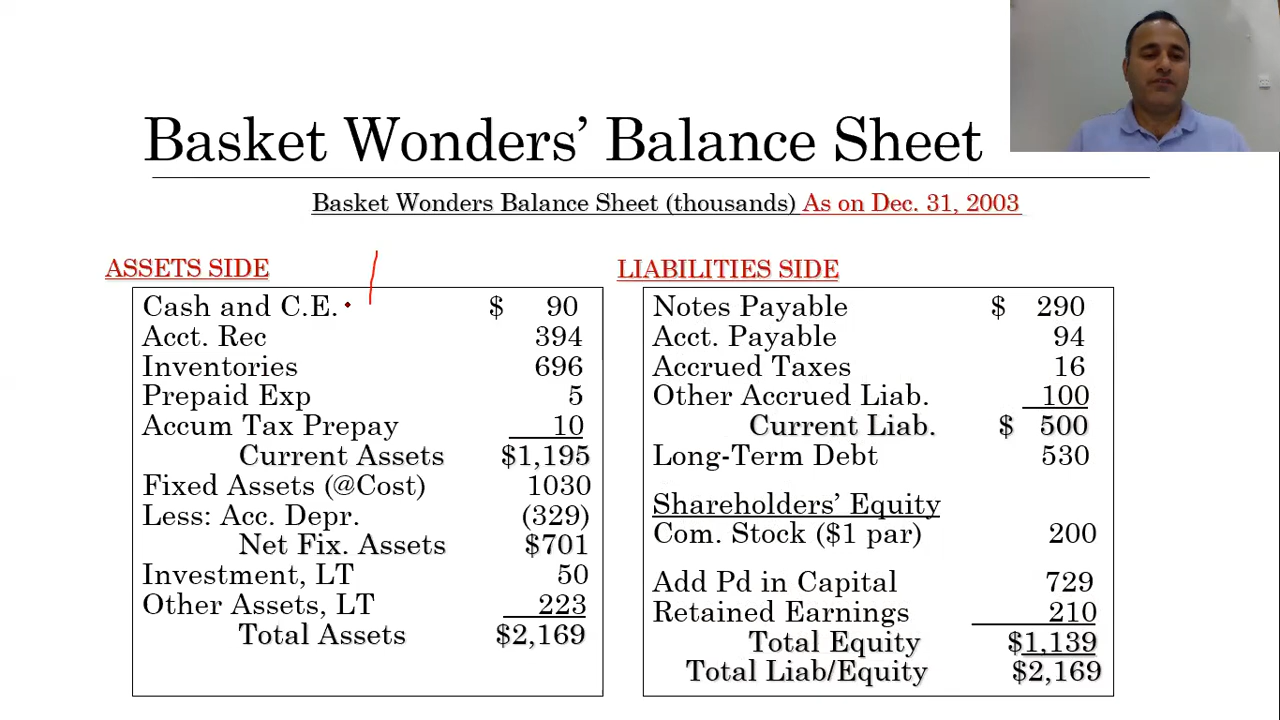 Basket Wonders’ Balance Sheet
Basket Wonders Balance Sheet (thousands) As on Dec. 31, 2003
ASSETS SIDE
Cash and C.E. $ 90
Acct. Rec 394
Inventories 696
Prepaid Exp 5
Accum Tax Prepay 10
Current Assets $1,195
Fixed Assets (@Cost) 1030
Less: Acc. Depr. (329)
Net Fix. Assets $701
Investment, LT 50
Other Assets, LT 223
Total Assets $2,169
LIABILITIES SIDE
Notes Payable $ 290
Acct. Payable 94
Accrued Taxes 16
Other Accrued Liab. 100
Current Liab. $ 500
Long-Term Debt 530
Shareholders’ Equity
Com. Stock ($1 par) 200
Add Pd in Capital 729
Retained Earnings 210
Total Equity $1,139
Total Liab/Equity $2,169